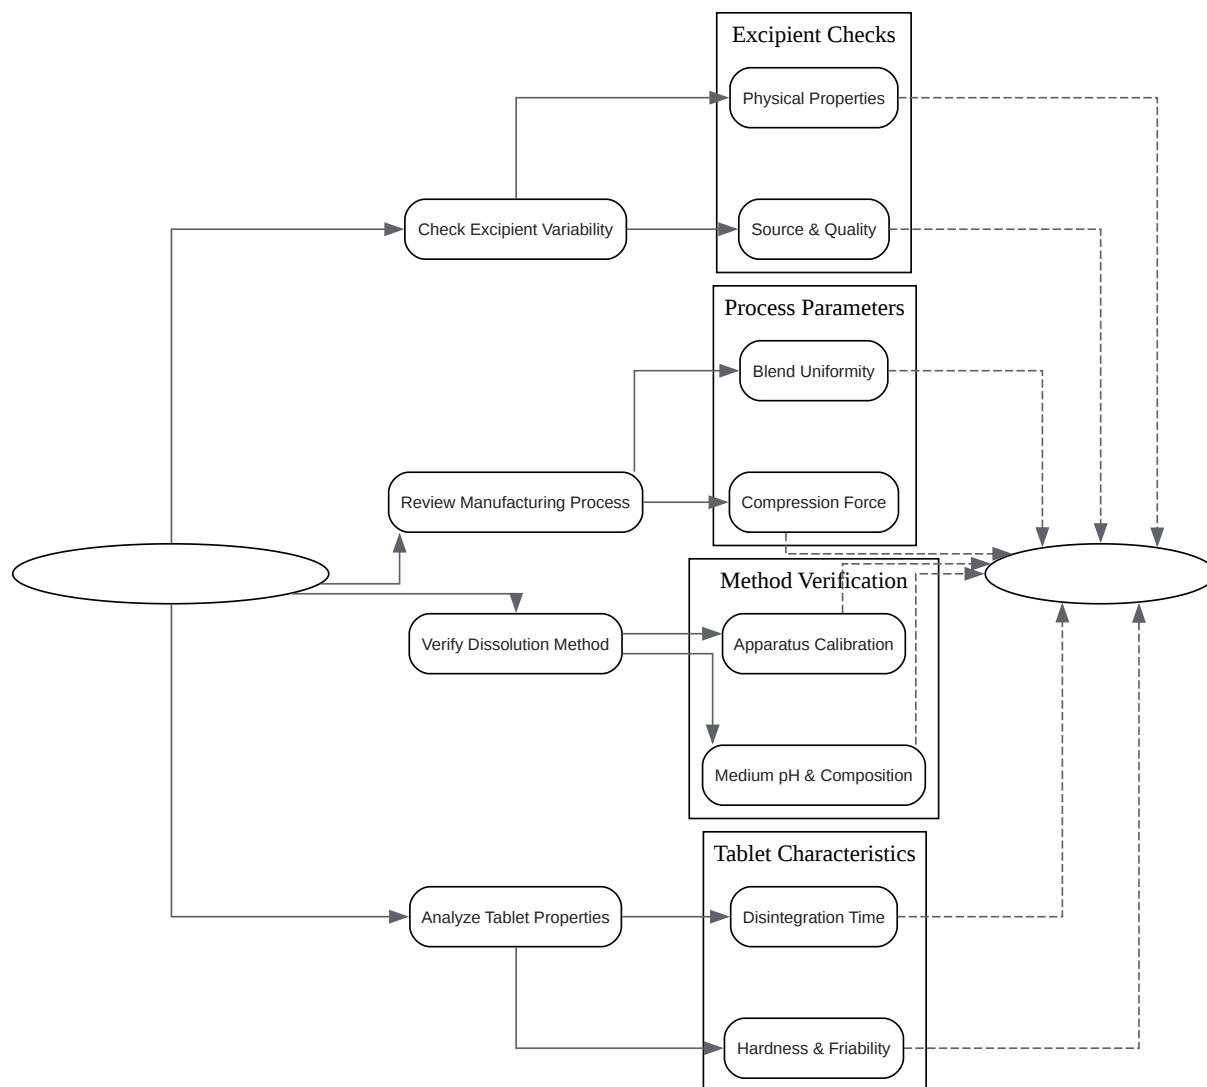 Excipient Checks
Physical Properties
Check Excipient Variability
Source & Quality
Process Parameters
Blend Uniformity
Review Manufacturing Process
Compression Force
Method Verification
Verify Dissolution Method
Apparatus Calibration
Medium pH & Composition
Tablet Characteristics
Analyze Tablet Properties
Disintegration Time
Hardness & Friability